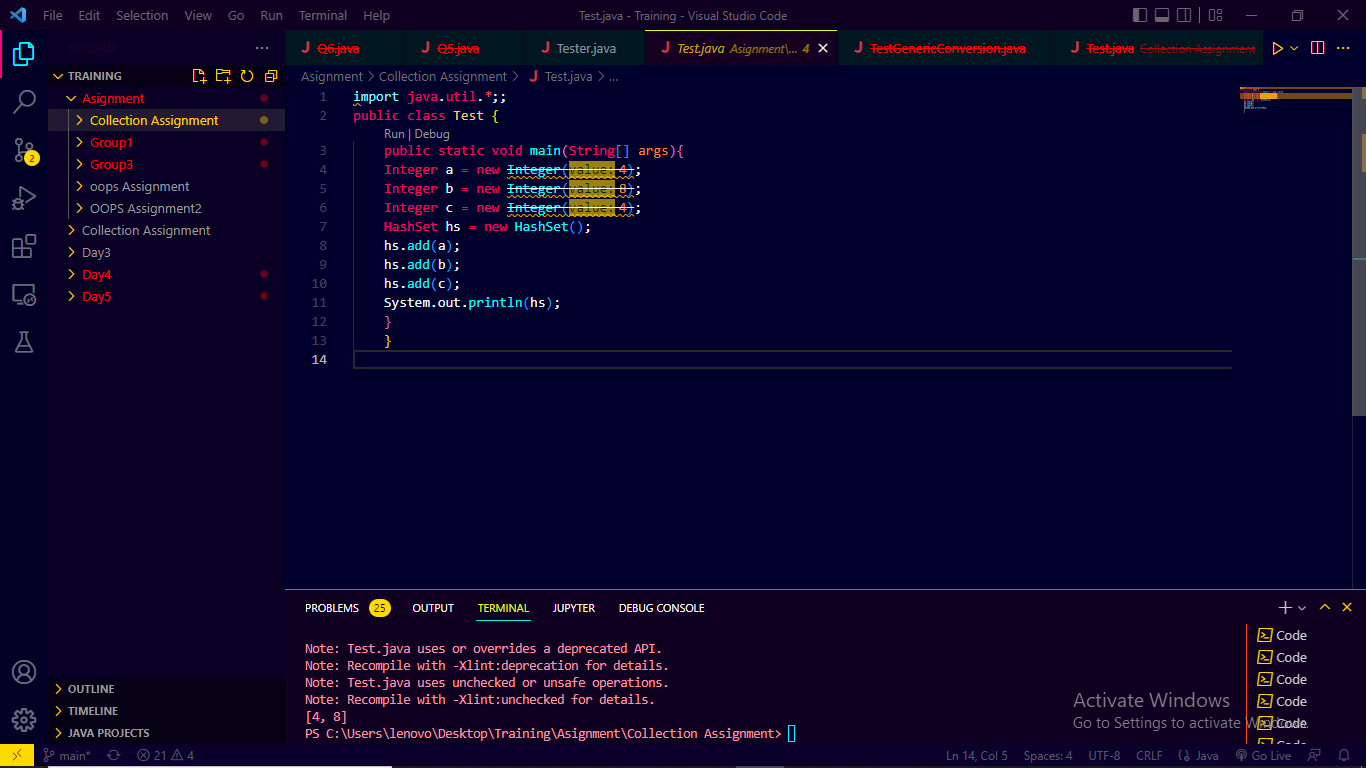 File Edit Selection View Go Run Terminal Help Test.java - Training - Visual Studio Code
EXPLORER
Q6.java Q5.java Tester.java Test.java Asignment\... 4 TestGenericConversion.java Test.java Collection Assignment
TRAINING
Asignment
Collection Assignment
Group1
Group3
oops Assignment
OOPS Assignment2
Collection Assignment
Day3
Day4
Day5
OUTLINE
TIMELINE
JAVA PROJECTS
2
Asignment > Collection Assignment > Test.java > ...
1 import java.util.*;;
2 public class Test {
Run | Debug
3 public static void main(String[] args){
4 Integer a = new Integer(value: 4);
5 Integer b = new Integer(value: 8);
6 Integer c = new Integer(value: 4);
7 HashSet hs = new HashSet();
8 hs.add(a);
9 hs.add(b);
10 hs.add(c);
11 System.out.println(hs);
12 }
13 }
14
PROBLEMS 25 OUTPUT TERMINAL JUPYTER DEBUG CONSOLE
Note: Test.java uses or overrides a deprecated API.
Note: Recompile with -Xlint:deprecation for details.
Note: Test.java uses unchecked or unsafe operations.
Note: Recompile with -Xlint:unchecked for details.
[4, 8]
PS C:\Users\lenovo\Desktop\Training\Asignment\Collection Assignment>
Code
Code
Code
Code
Code
Code
Activate Windows
Go to Settings to activate Windows.
main* 21 4 Ln 14, Col 5 Spaces: 4 UTF-8 CRLF Java Go Live